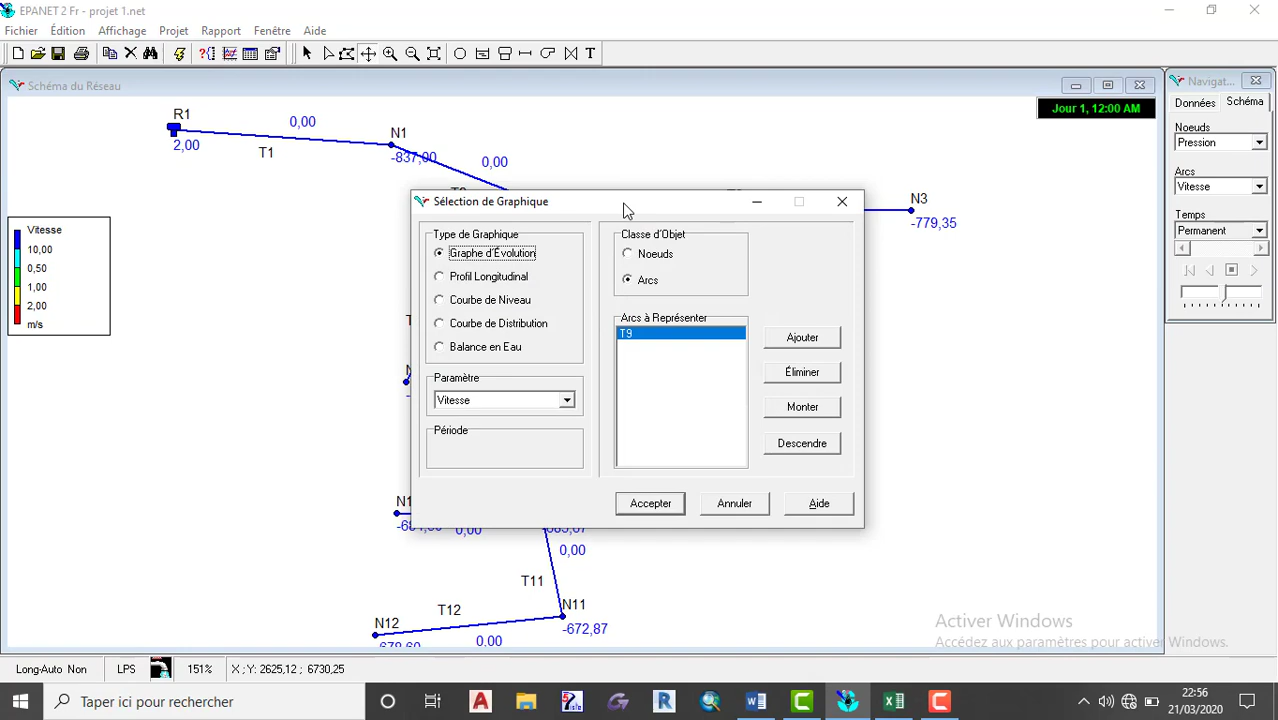 EPANET 2 Fr - projet 1.net
Fichier Édition Affichage Projet Rapport Fenêtre Aide
T
Schéma du Réseau
Jour 1, 12:00 AM
R1
2,00
0,00
T1
N1
-837,00
0,00
N3
-779,35
Vitesse
10,00
0,50
1,00
2,00
m/s
Sélection de Graphique
Type de Graphique
Graphe d'Évolution
Profil Longitudinal
Courbe de Niveau
Courbe de Distribution
Balance en Eau
Paramètre
Vitesse
Période
Classe d'Objet
Noeuds
Arcs
Arcs à Représenter
T9
Ajouter
Éliminer
Monter
Descendre
Accepter Annuler Aide
0,00
0,00
T11
N11
-672,87
T12
N12
-678,60
0,00
Navigat...
Données Schéma
Noeuds
Pression
Arcs
Vitesse
Temps
Permanent
Activer Windows
Accédez aux paramètres pour activer Windows.
Long-Auto Non LPS 151% X ; Y: 2625,12 ; 6730,25
Taper ici pour rechercher
22:56
21/03/2020